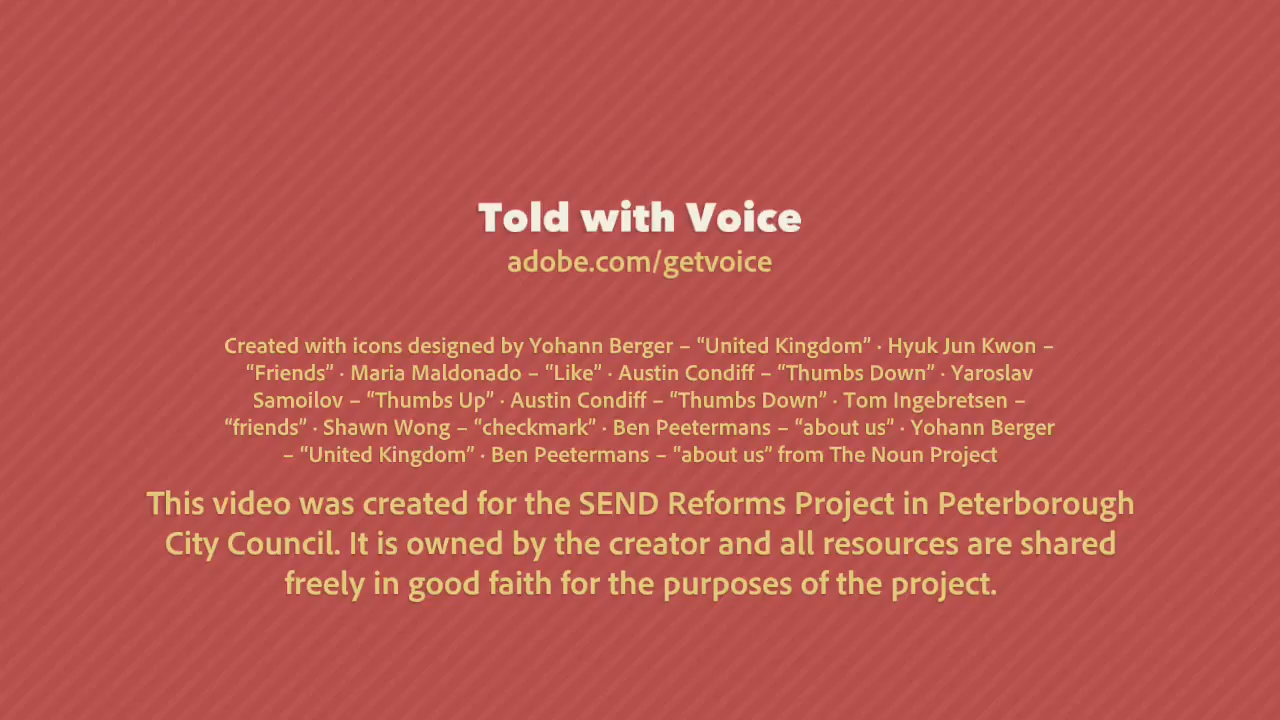 Told with Voice
adobe.com/getvoice
Created with icons designed by Yohann Berger – “United Kingdom” · Hyuk Jun Kwon –
“Friends” · Maria Maldonado – “Like” · Austin Condiff – “Thumbs Down” · Yaroslav
Samoilov – “Thumbs Up” · Austin Condiff – “Thumbs Down” · Tom Ingebretsen –
“friends” · Shawn Wong – “checkmark” · Ben Peetermans – “about us” · Yohann Berger
– “United Kingdom” · Ben Peetermans – “about us” from The Noun Project
This video was created for the SEND Reforms Project in Peterborough
City Council. It is owned by the creator and all resources are shared
freely in good faith for the purposes of the project.